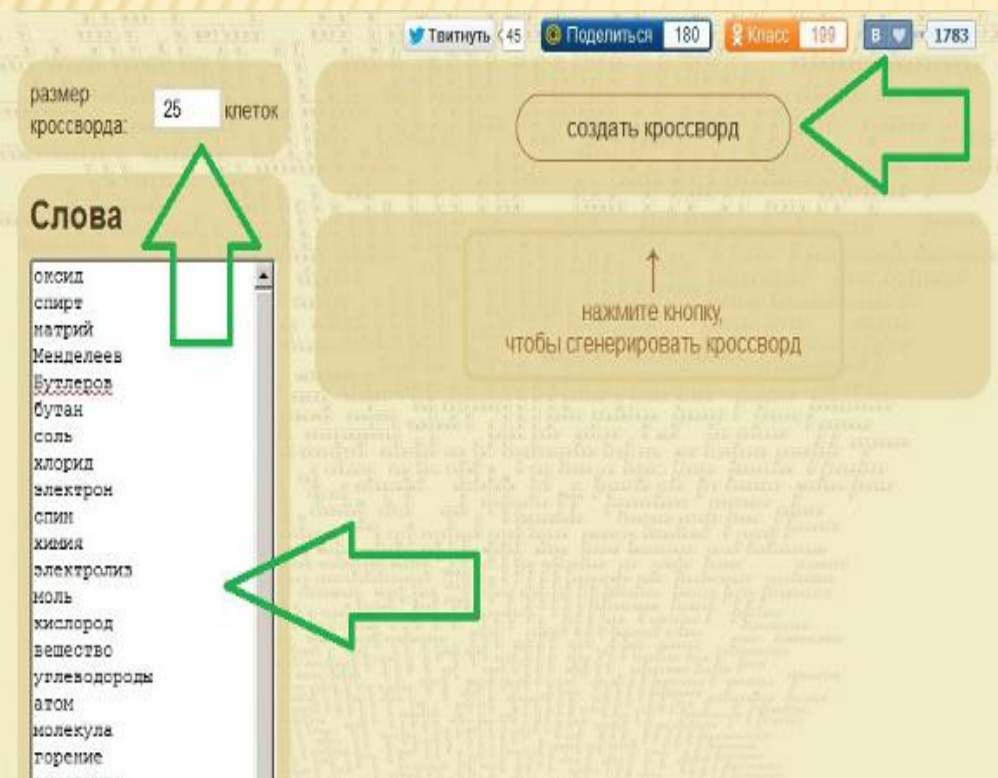 Твитнуть 45 Поделиться 180 Класс 199 В 1783
размер
кроссворда: 25 клеток
создать кроссворд
Слова
нажмите кнопку,
чтобы сгенерировать кроссворд
оксид
спирт
натрий
Менделеев
Бутлеров
бутан
соль
хлорид
электрон
спин
химия
электролиз
моль
кислород
вещество
углеводороды
атом
молекула
горение